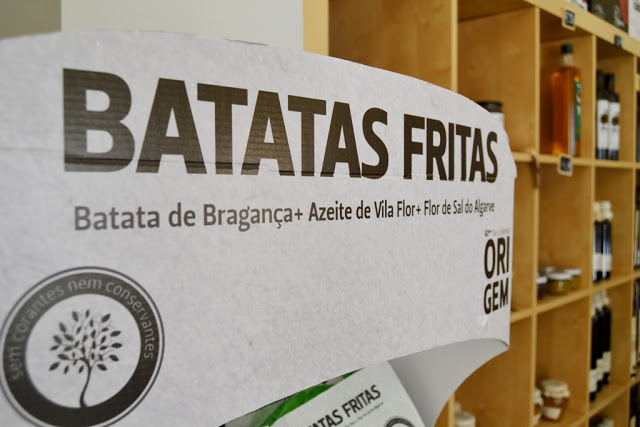 BATATAS FRITAS
Batata de Bragança+ Azeite de Vila Flor+ Flor de Sal do Algarve
ORI
GEM
sem corantes nem conservantes
BATATAS FRITAS